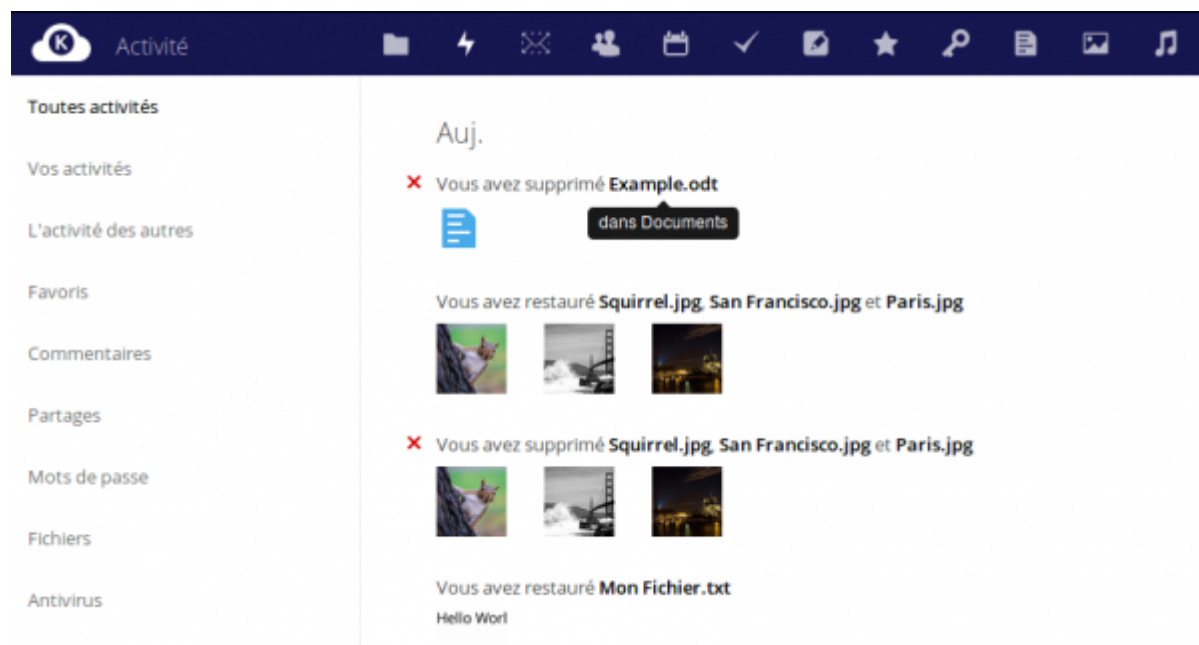 K
Activité
Toutes activités
Vos activités
L'activité des autres
Favoris
Commentaires
Partages
Mots de passe
Fichiers
Antivirus
Auj.
Vous avez supprimé Example.odt
dans Documents
Vous avez restauré Squirrel.jpg, San Francisco.jpg et Paris.jpg
Vous avez supprimé Squirrel.jpg, San Francisco.jpg et Paris.jpg
Vous avez restauré Mon Fichier.txt
Hello Worl